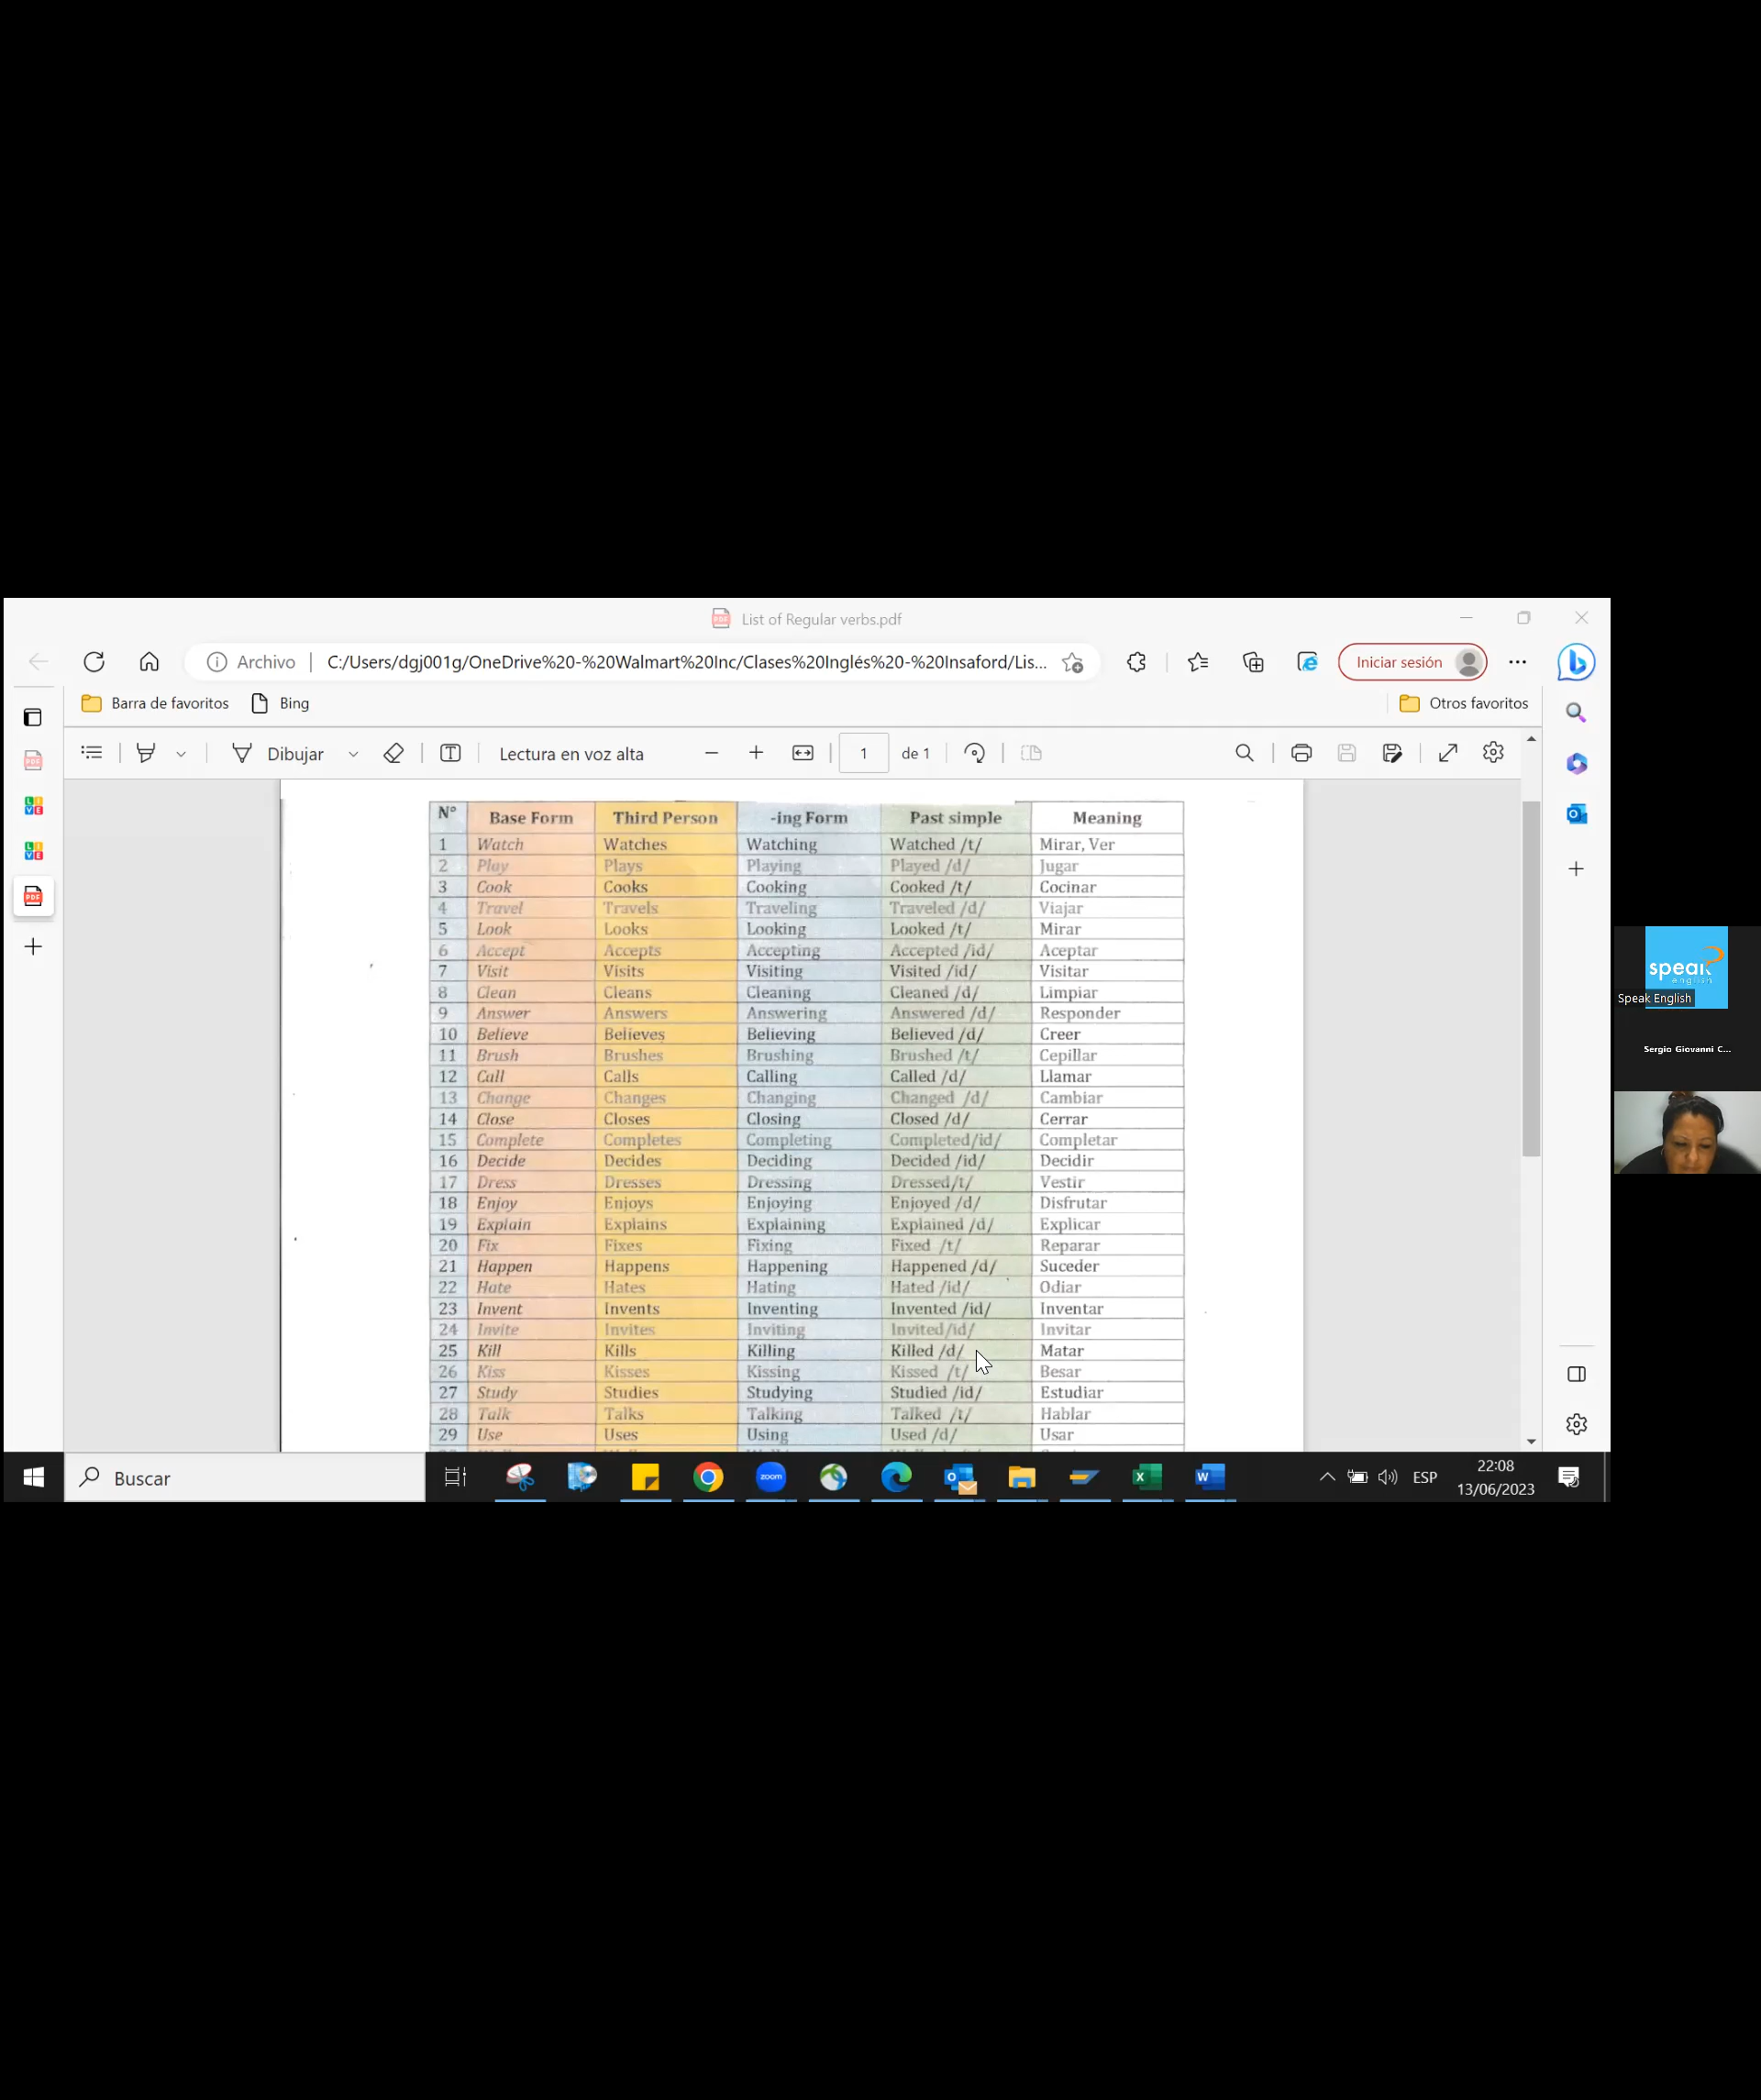 List of Regular verbs.pdf
Archivo | C:/Users/dgj001g/OneDrive%20-%20Walmart%20Inc/Clases%20Inglés%20-%20Insaford/Lis... Iniciar sesión
Barra de favoritos Bing Otros favoritos
Dibujar Lectura en voz alta 1 de 1
N° Base Form Third Person -ing Form Past simple Meaning
1 Watch Watches Watching Watched /t/ Mirar, Ver
2 Play Plays Playing Played /d/ Jugar
3 Cook Cooks Cooking Cooked /t/ Cocinar
4 Travel Travels Traveling Traveled /d/ Viajar
5 Look Looks Looking Looked /t/ Mirar
6 Accept Accepts Accepting Accepted /id/ Aceptar
7 Visit Visits Visiting Visited /id/ Visitar
8 Clean Cleans Cleaning Cleaned /d/ Limpiar
9 Answer Answers Answering Answered /d/ Responder
10 Believe Believes Believing Believed /d/ Creer
11 Brush Brushes Brushing Brushed /t/ Cepillar
12 Call Calls Calling Called /d/ Llamar
13 Change Changes Changing Changed /d/ Cambiar
14 Close Closes Closing Closed /d/ Cerrar
15 Complete Completes Completing Completed/id/ Completar
16 Decide Decides Deciding Decided /id/ Decidir
17 Dress Dresses Dressing Dressed/t/ Vestir
18 Enjoy Enjoys Enjoying Enjoyed /d/ Disfrutar
19 Explain Explains Explaining Explained /d/ Explicar
20 Fix Fixes Fixing Fixed /t/ Reparar
21 Happen Happens Happening Happened /d/ Suceder
22 Hate Hates Hating Hated /id/ Odiar
23 Invent Invents Inventing Invented /id/ Inventar
24 Invite Invites Inviting Invited/id/ Invitar
25 Kill Kills Killing Killed /d/ Matar
26 Kiss Kisses Kissing Kissed /t/ Besar
27 Study Studies Studying Studied /id/ Estudiar
28 Talk Talks Talking Talked /t/ Hablar
29 Use Uses Using Used /d/ Usar
speak
english
Speak English
Sergio Giovanni C...
Buscar
zoom
ESP
22:08
13/06/2023